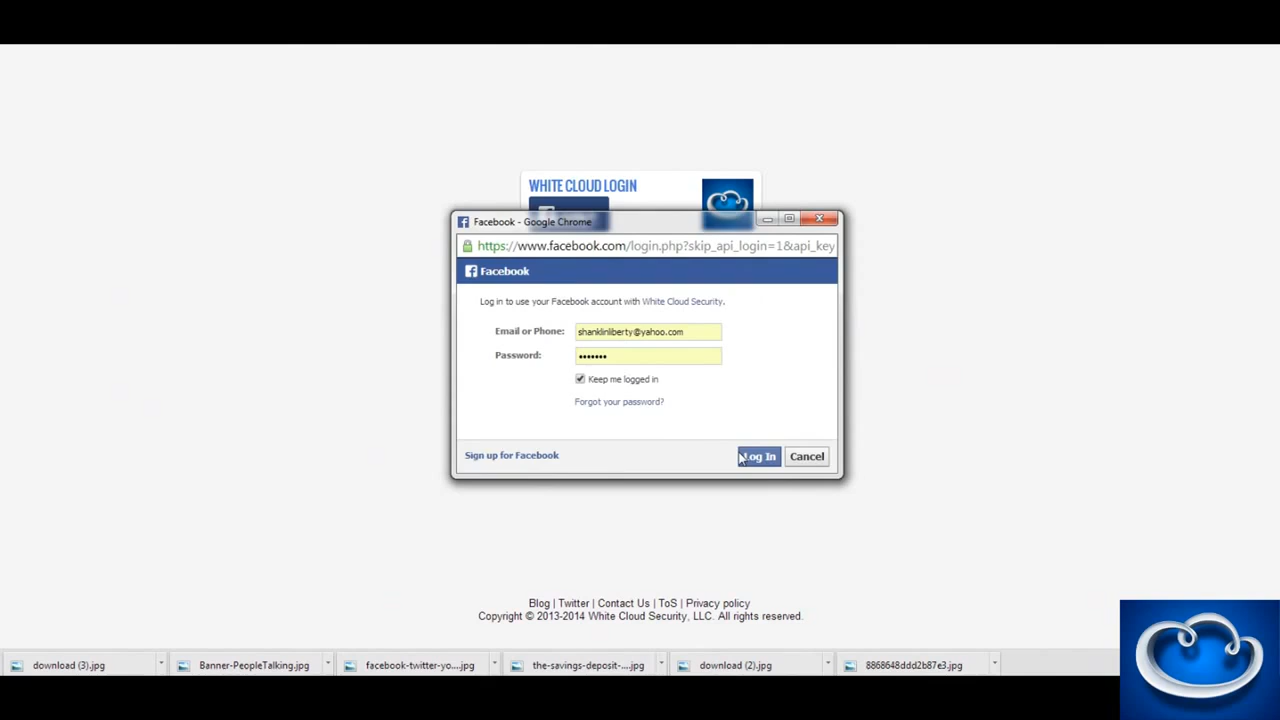 WHITE CLOUD LOGIN
Facebook - Google Chrome
https://www.facebook.com/login.php?skip_api_login=1&api_key
Facebook
Log in to use your Facebook account with White Cloud Security.
Email or Phone: shanklinliberty@yahoo.com
Password: •••••••
Keep me logged in
Forgot your password?
Sign up for Facebook Log In Cancel
Blog | Twitter | Contact Us | ToS | Privacy policy
Copyright © 2013-2014 White Cloud Security, LLC. All rights reserved.
download (3).jpg Banner-PeopleTalking.jpg facebook-twitter-yo....jpg the-savings-deposit-....jpg download (2).jpg 8868648ddd2b87e3.jpg